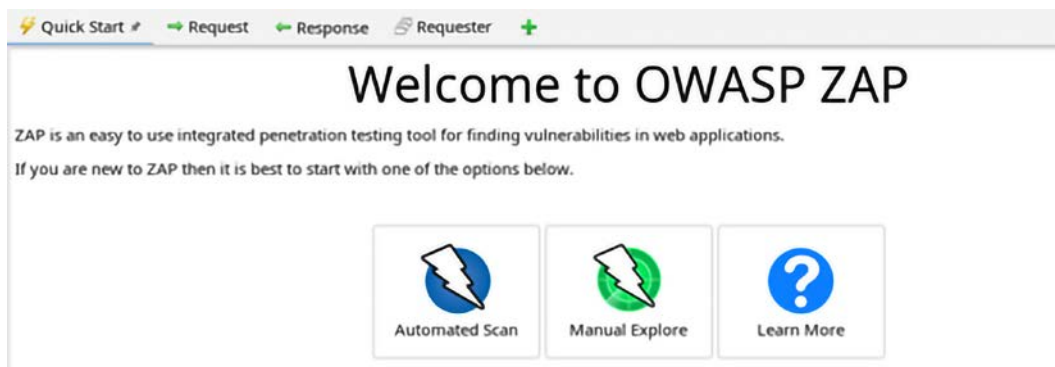 Quick Start Request Response Requester
Welcome to OWASP ZAP
ZAP is an easy to use integrated penetration testing tool for finding vulnerabilities in web applications.
If you are new to ZAP then it is best to start with one of the options below.
Automated Scan Manual Explore Learn More